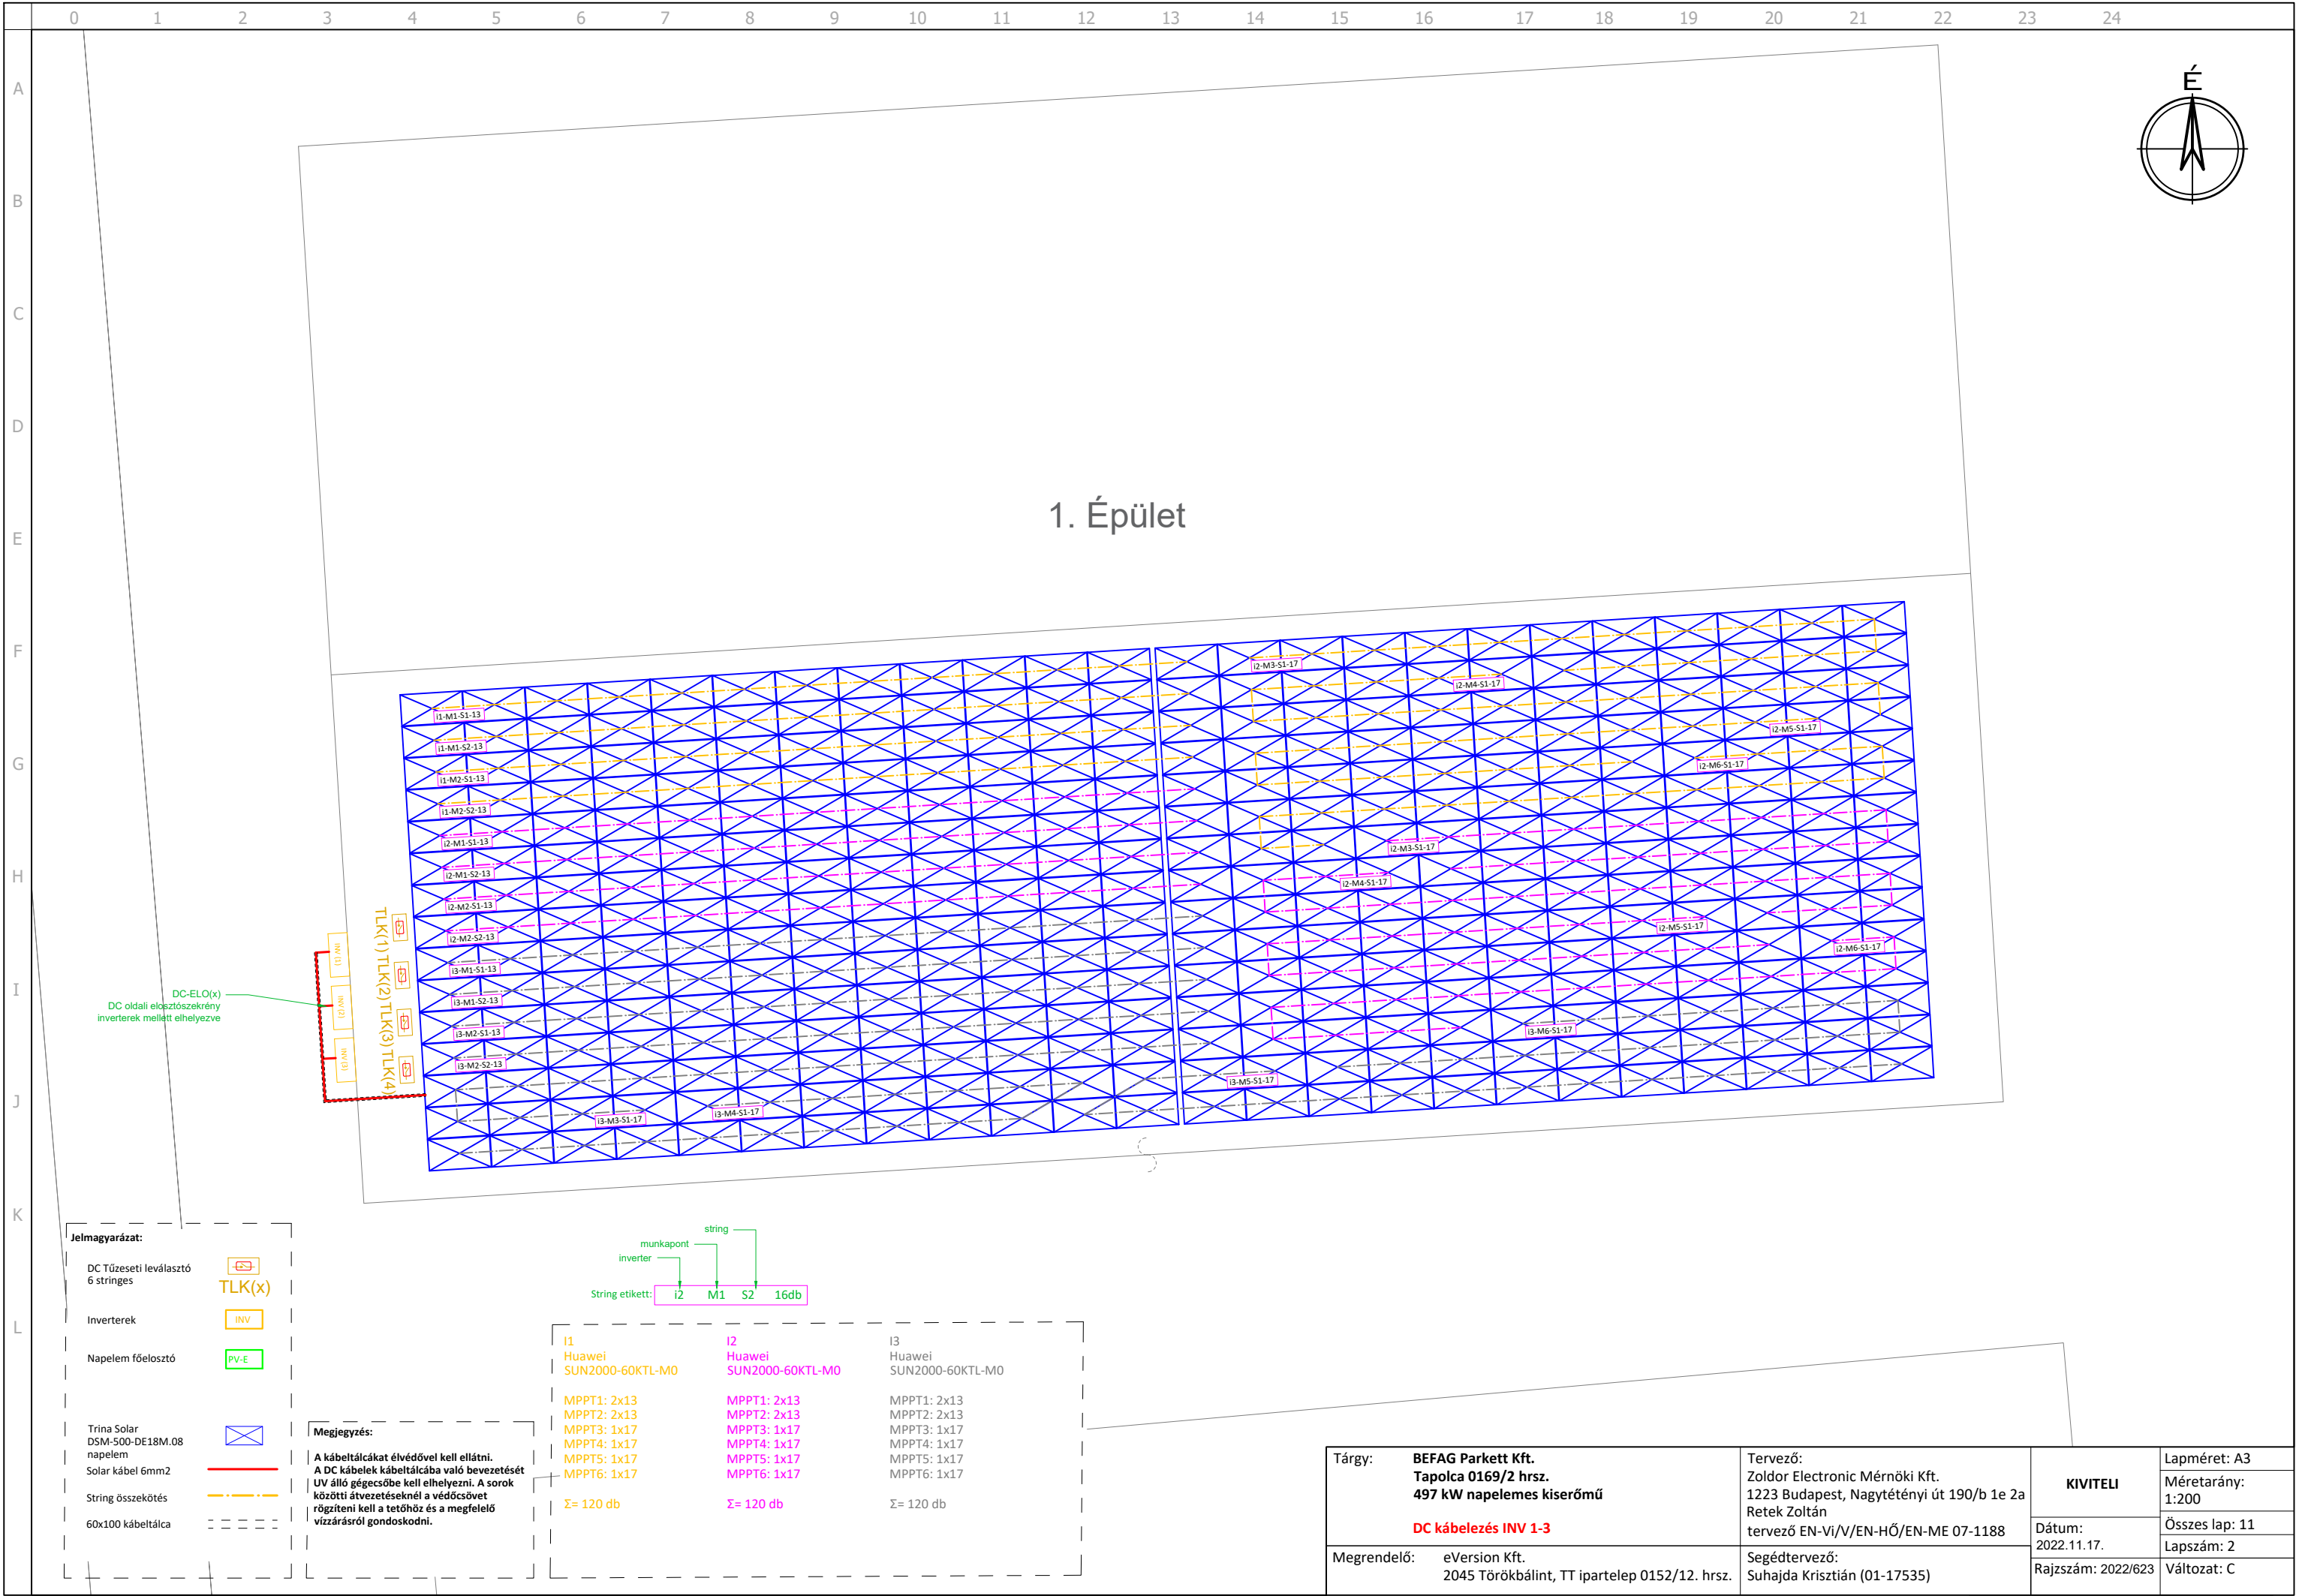 0 1 2 3 4 5 6 7 8 9 10 11 12 13 14 15 16 17 18 19 20 21 22 23 24
A
B
C
D
E
F
G
H
I
J
K
L
É
1. Épület
i1-M1-S1-13
i1-M1-S2-13
i1-M2-S1-13
i1-M2-S2-13
i2-M1-S1-13
i2-M1-S2-13
i2-M2-S1-13
i2-M2-S2-13
i3-M1-S1-13
i3-M1-S2-13
i3-M2-S1-13
i3-M2-S2-13
i3-M3-S1-17
i3-M4-S1-17
i2-M3-S1-17
i2-M4-S1-17
i2-M5-S1-17
i2-M6-S1-17
i2-M3-S1-17
i2-M4-S1-17
i2-M5-S1-17
i2-M6-S1-17
i3-M6-S1-17
i3-M5-S1-17
TLK(1) TLK(2) TLK(3) TLK(4)
INV(1)
INV(2)
DC-ELO(x)
DC oldali elosztószekrény
inverterek mellett elhelyezve
Jelmagyarázat:
DC Tűzeseti leválasztó
6 stringes
TLK(x)
Inverterek
INV
Napelem főelosztó
PV-E
Trina Solar
DSM-500-DE18M.08
napelem
Solar kábel 6mm2
String összekötés
60x100 kábeltálca
Megjegyzés:
A kábeltálcákat élvédővel kell ellátni.
A DC kábelek kábeltálcába való bevezetését
UV álló gégecsőbe kell elhelyezni. A sorok
közötti átvezetéseknél a védőcsövet
rögzíteni kell a tetőhöz és a megfelelő
vízzárásról gondoskodni.
string
munkapont
inverter
String etikett: i2 M1 S2 16db
I1
Huawei
SUN2000-60KTL-M0
MPPT1: 2x13
MPPT2: 2x13
MPPT3: 1x17
MPPT4: 1x17
MPPT5: 1x17
MPPT6: 1x17
Σ= 120 db
I2
Huawei
SUN2000-60KTL-M0
MPPT1: 2x13
MPPT2: 2x13
MPPT3: 1x17
MPPT4: 1x17
MPPT5: 1x17
MPPT6: 1x17
Σ= 120 db
I3
Huawei
SUN2000-60KTL-M0
MPPT1: 2x13
MPPT2: 2x13
MPPT3: 1x17
MPPT4: 1x17
MPPT5: 1x17
MPPT6: 1x17
Σ= 120 db
Tárgy: BEFAG Parkett Kft.
Tapolca 0169/2 hrsz.
497 kW napelemes kiserőmű
DC kábelezés INV 1-3
Megrendelő: eVersion Kft.
2045 Törökbálint, TT ipartelep 0152/12. hrsz.
Tervező:
Zoldor Electronic Mérnöki Kft.
1223 Budapest, Nagytétényi út 190/b 1e 2a
Retek Zoltán
tervező EN-Vi/V/EN-HŐ/EN-ME 07-1188
Segédtervező:
Suhajda Krisztián (01-17535)
KIVITELI
Dátum:
2022.11.17.
Rajzszám: 2022/623
Lapméret: A3
Méretarány:
1:200
Összes lap: 11
Lapszám: 2
Változat: C